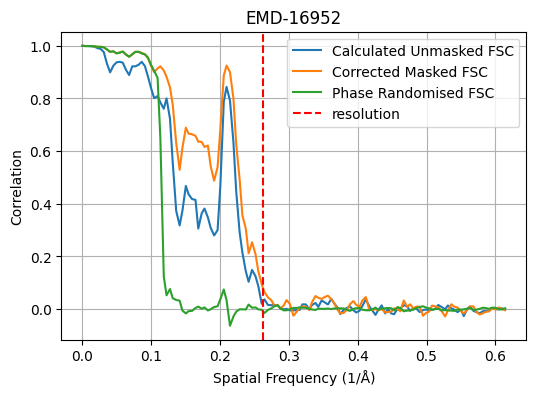 EMD-16952
Calculated Unmasked FSC
Corrected Masked FSC
Phase Randomised FSC
resolution
Correlation
1.0
0.8
0.6
0.4
0.2
0.0
0.0 0.1 0.2 0.3 0.4 0.5 0.6
Spatial Frequency (1/Å)